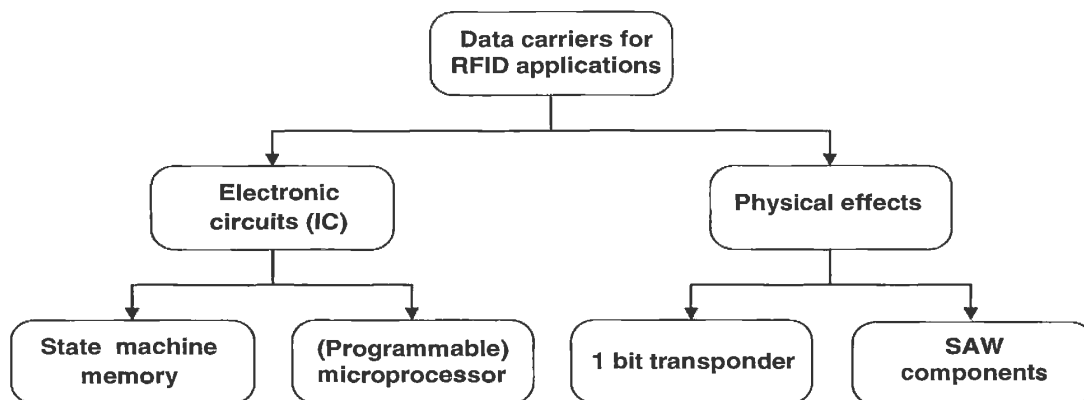 Data carriers for
RFID applications
Electronic
circuits (IC)
Physical effects
State machine
memory
(Programmable)
microprocessor
1 bit transponder
SAW
components